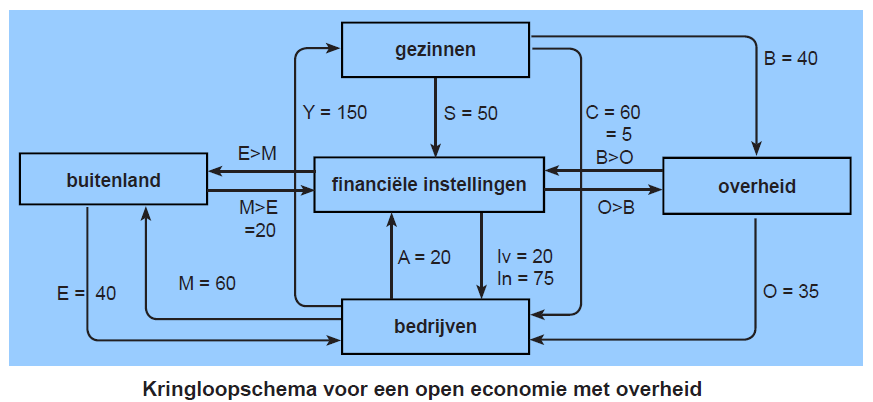 gezinnen
B = 40
Y = 150
S = 50
C = 60
= 5
E>M
B>O
buitenland
financiële instellingen
overheid
M>E
=20
O>B
A = 20
Iv = 20
In = 75
E = 40
M = 60
O = 35
bedrijven
Kringloopschema voor een open economie met overheid